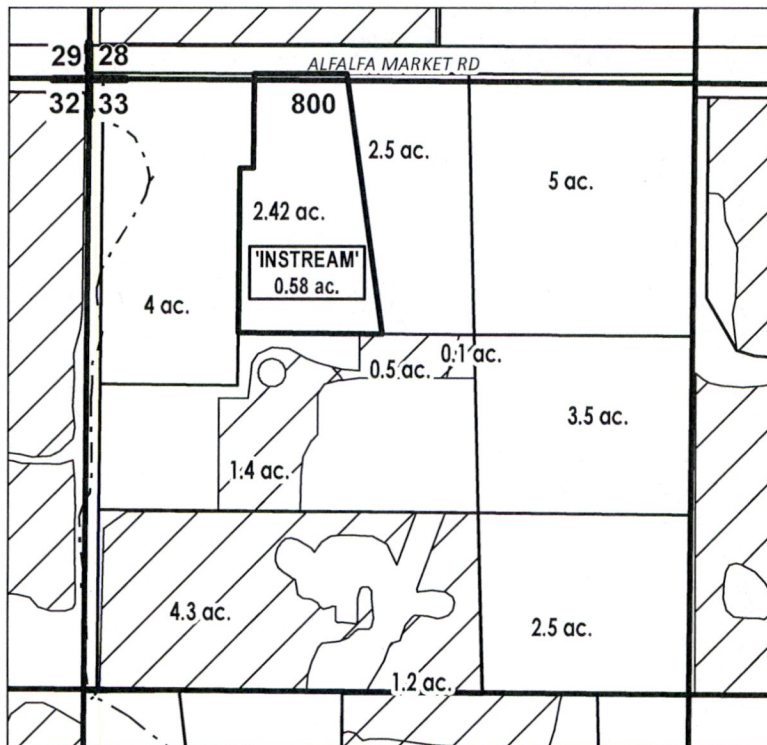 29 28
ALFALFA MARKET RD
32 33
800
2.5 ac.
5 ac.
2.42 ac.
'INSTREAM'
0.58 ac.
4 ac.
0.1 ac.
0.5 ac.
3.5 ac.
1.4 ac.
4.3 ac.
2.5 ac.
1.2 ac.